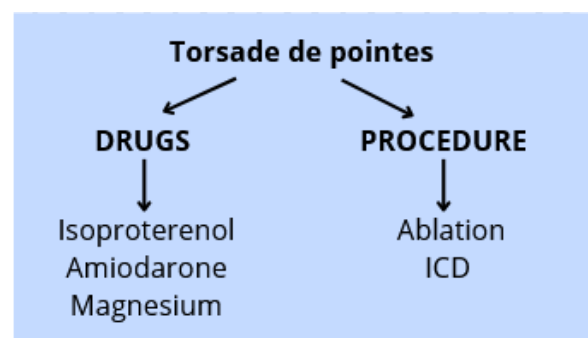 Torsade de pointes
DRUGS
PROCEDURE
Isoproterenol
Amiodarone
Magnesium
Ablation
ICD